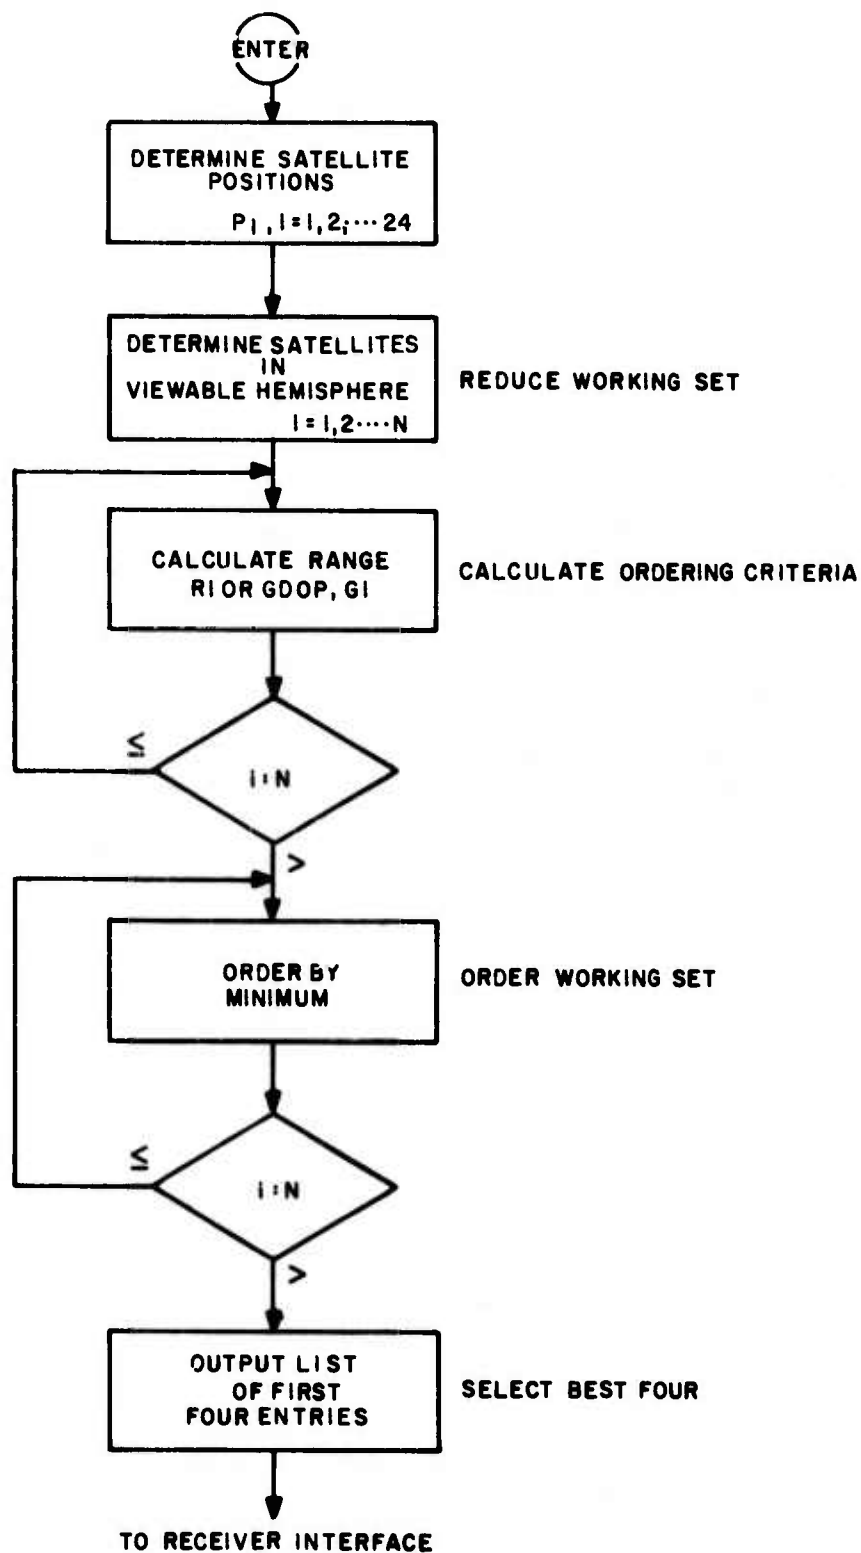 ENTER
DETERMINE SATELLITE
POSITIONS
PI, I=1,2,....24
DETERMINE SATELLITES
IN
VIEWABLE HEMISPHERE
I=1,2....N
REDUCE WORKING SET
CALCULATE RANGE
RI OR GDOP, GI
CALCULATE ORDERING CRITERIA
≤
i:N
>
ORDER BY
MINIMUM
ORDER WORKING SET
≤
i:N
>
OUTPUT LIST
OF FIRST
FOUR ENTRIES
SELECT BEST FOUR
TO RECEIVER INTERFACE